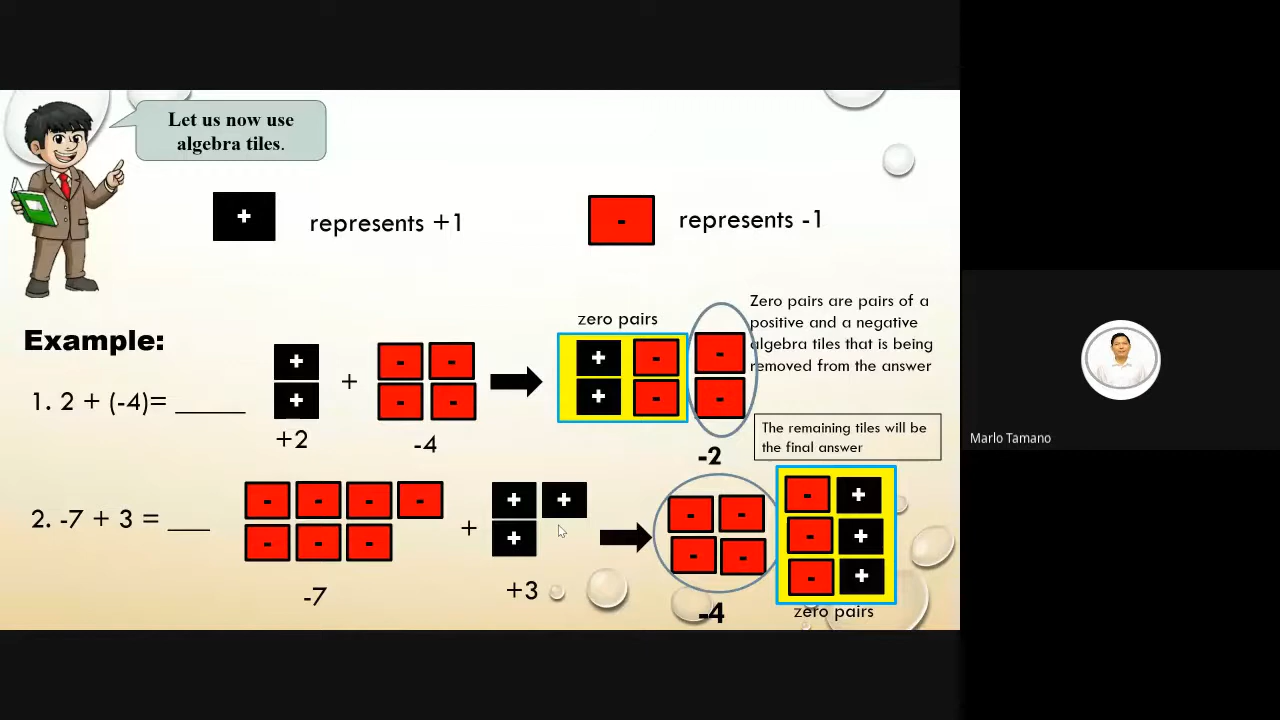 Let us now use
algebra tiles.
+ represents +1
- represents -1
Example:
1. 2 + (-4)= _____
+ +
+2
+
- - - -
-4
zero pairs
+ - -
+ - -
-2
Zero pairs are pairs of a
positive and a negative
algebra tiles that is being
removed from the answer
The remaining tiles will be
the final answer
2. -7 + 3 = ___
- - - -
- - -
-7
+
+ +
+
+3
- -
- -
-4
- +
- +
- +
zero pairs
Marlo Tamano